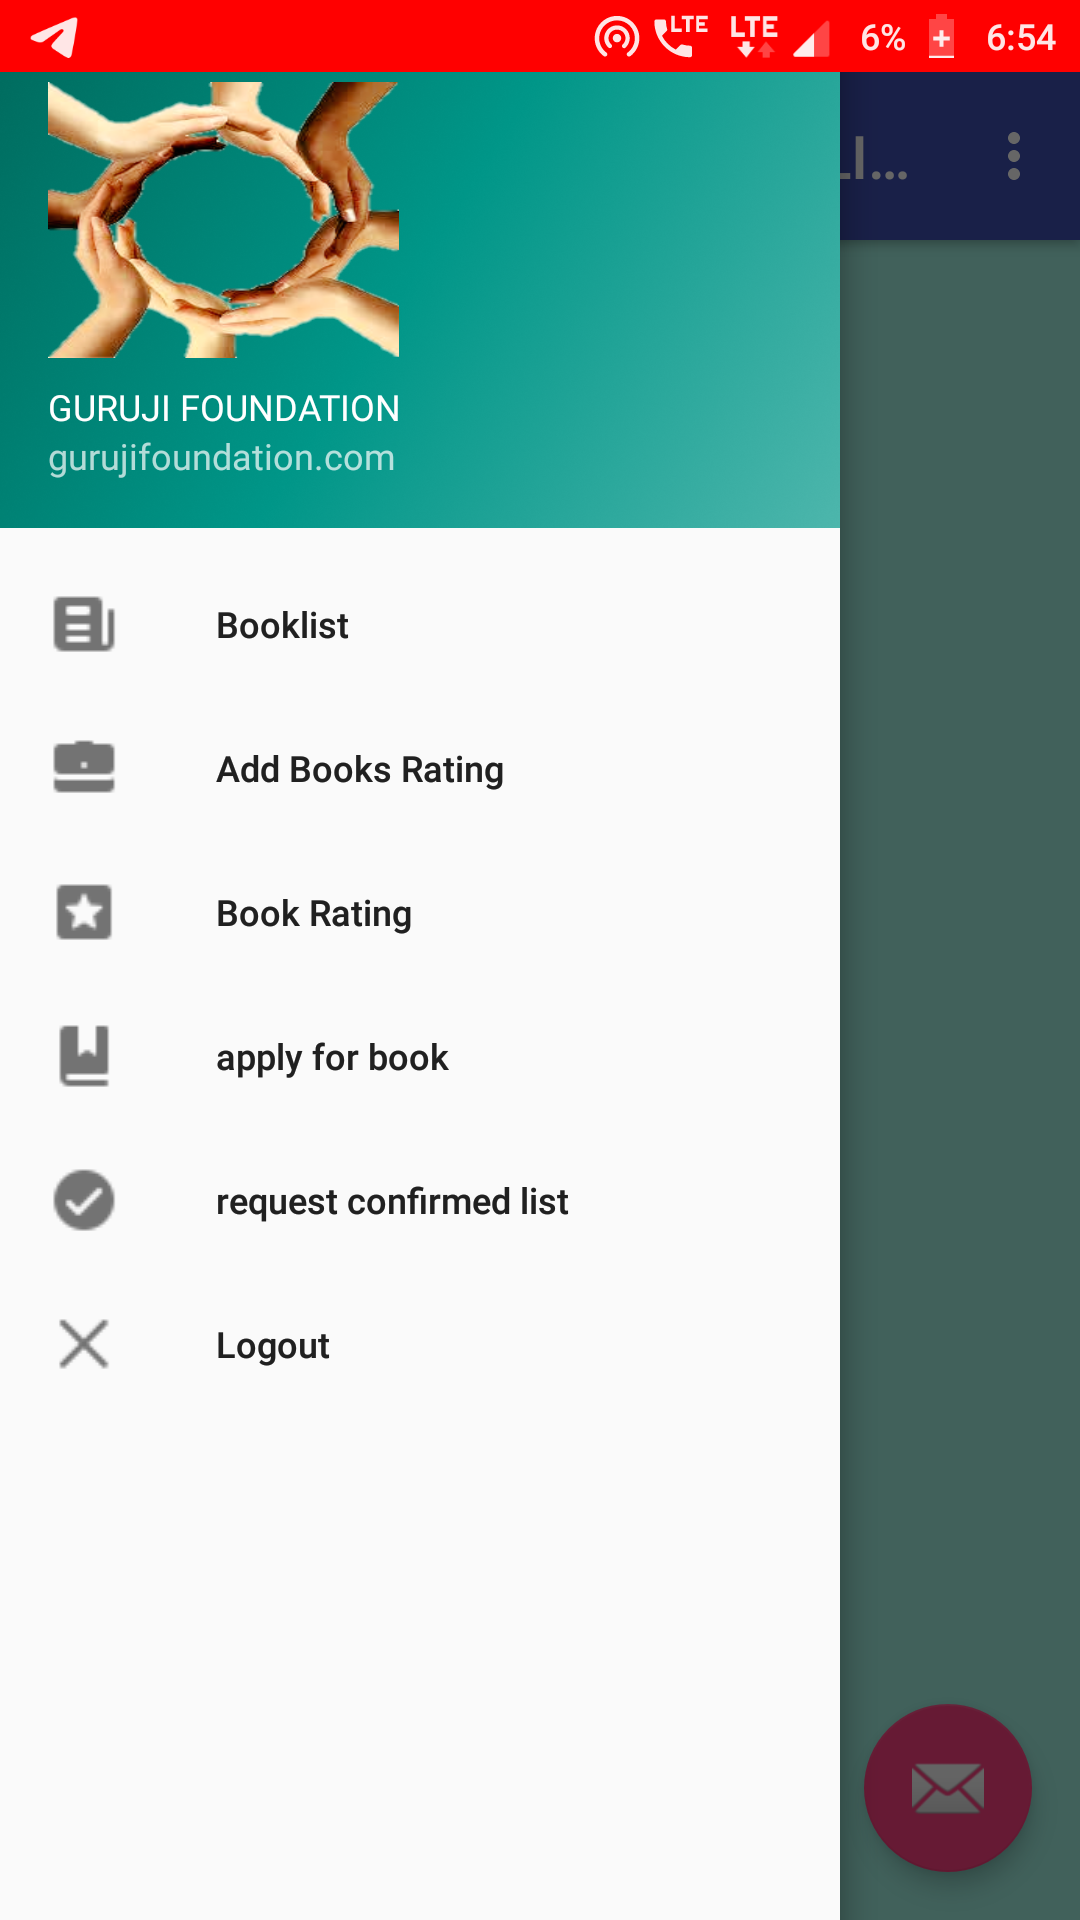 LTE LTE 6% 6:54
LI...
GURUJI FOUNDATION
gurujifoundation.com
Booklist
Add Books Rating
Book Rating
apply for book
request confirmed list
Logout